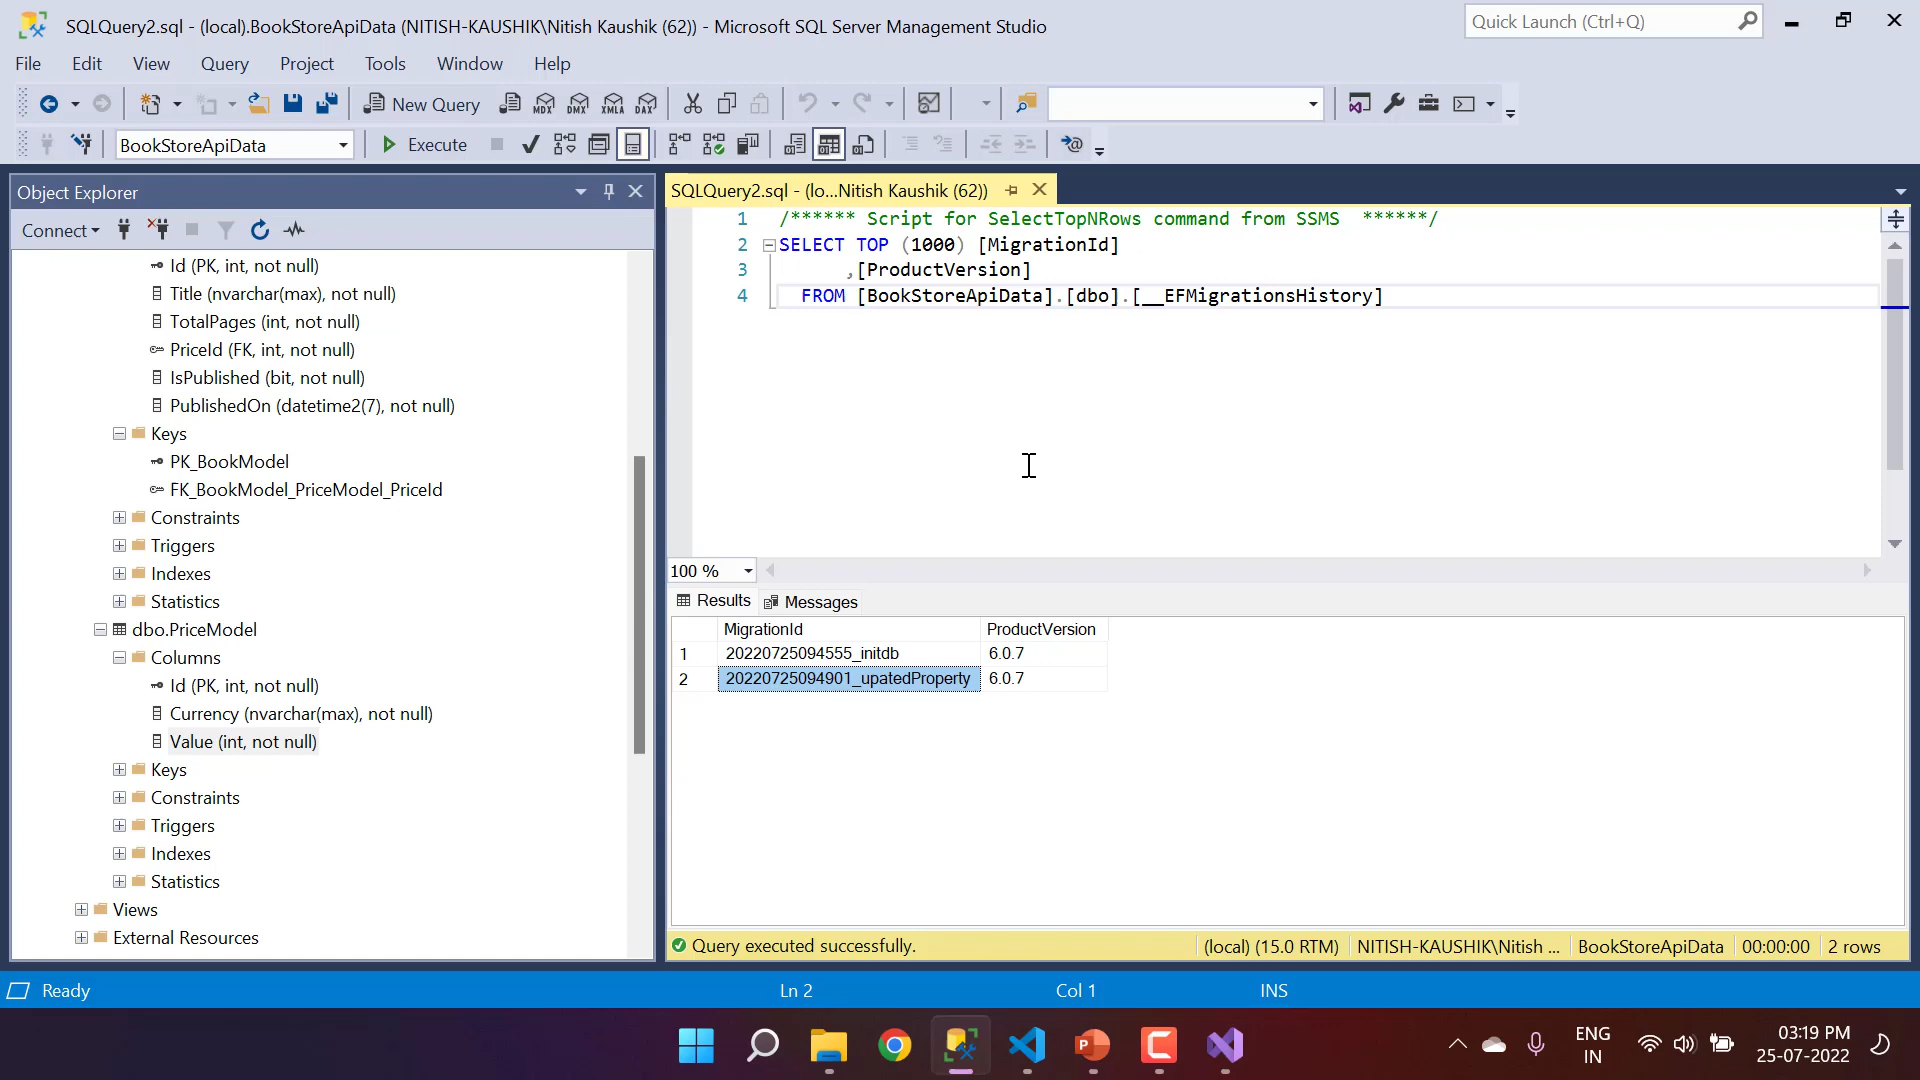 SQLQuery2.sql - (local).BookStoreApiData (NITISH-KAUSHIK\Nitish Kaushik (62)) - Microsoft SQL Server Management Studio
Quick Launch (Ctrl+Q)
File Edit View Query Project Tools Window Help
New Query MDX DMX XMLA DAX
BookStoreApiData Execute
Object Explorer
Connect
Id (PK, int, not null)
Title (nvarchar(max), not null)
TotalPages (int, not null)
PriceId (FK, int, not null)
IsPublished (bit, not null)
PublishedOn (datetime2(7), not null)
Keys
PK_BookModel
FK_BookModel_PriceModel_PriceId
Constraints
Triggers
Indexes
Statistics
dbo.PriceModel
Columns
Id (PK, int, not null)
Currency (nvarchar(max), not null)
Value (int, not null)
Keys
Constraints
Triggers
Indexes
Statistics
Views
External Resources
SQLQuery2.sql - (lo...Nitish Kaushik (62))
1 /****** Script for SelectTopNRows command from SSMS ******/
2 SELECT TOP (1000) [MigrationId]
3 ,[ProductVersion]
4 FROM [BookStoreApiData].[dbo].[__EFMigrationsHistory]
100 %
Results Messages
MigrationId ProductVersion
1 20220725094555_initdb 6.0.7
2 20220725094901_upatedProperty 6.0.7
Query executed successfully. (local) (15.0 RTM) NITISH-KAUSHIK\Nitish ... BookStoreApiData 00:00:00 2 rows
Ready Ln 2 Col 1 INS
ENG
IN
03:19 PM
25-07-2022